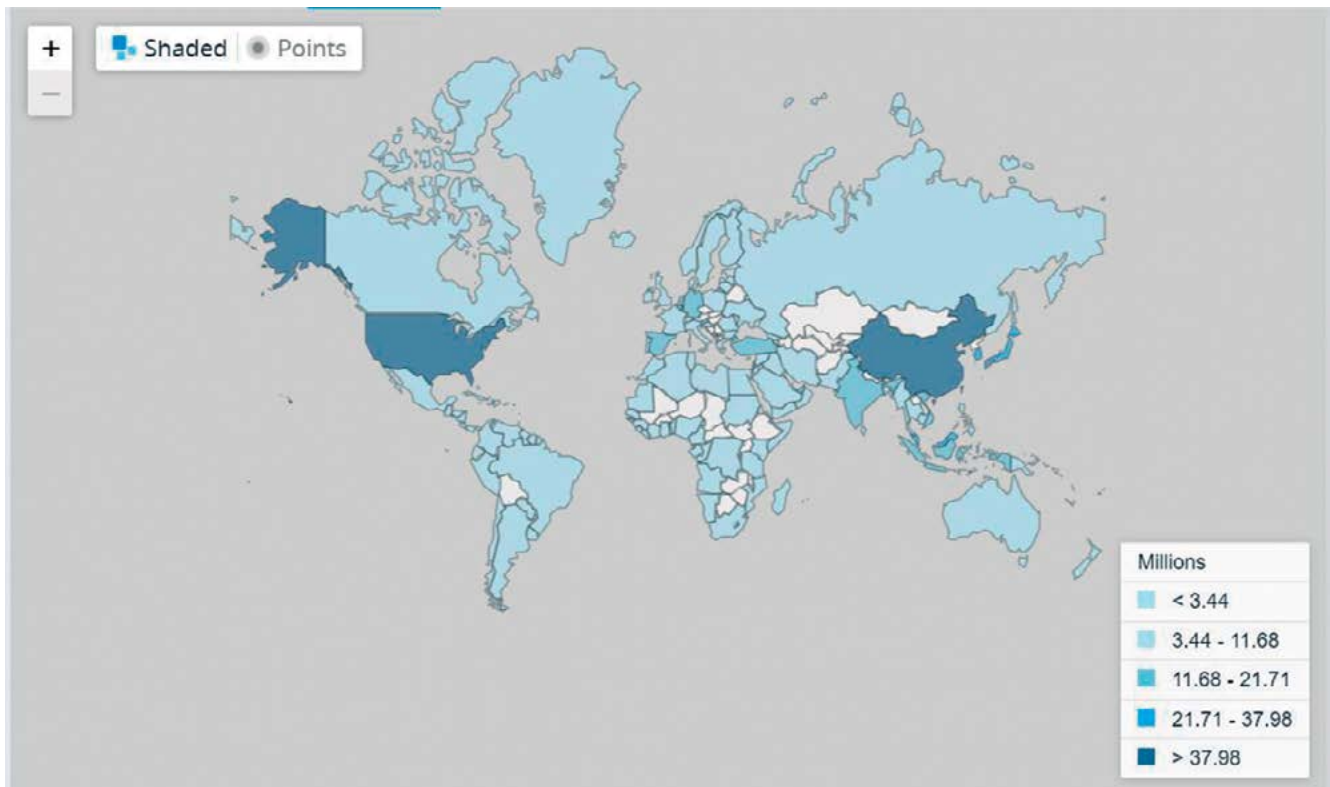 +
Shaded
Points
−
Millions
< 3.44
3.44 - 11.68
11.68 - 21.71
21.71 - 37.98
> 37.98